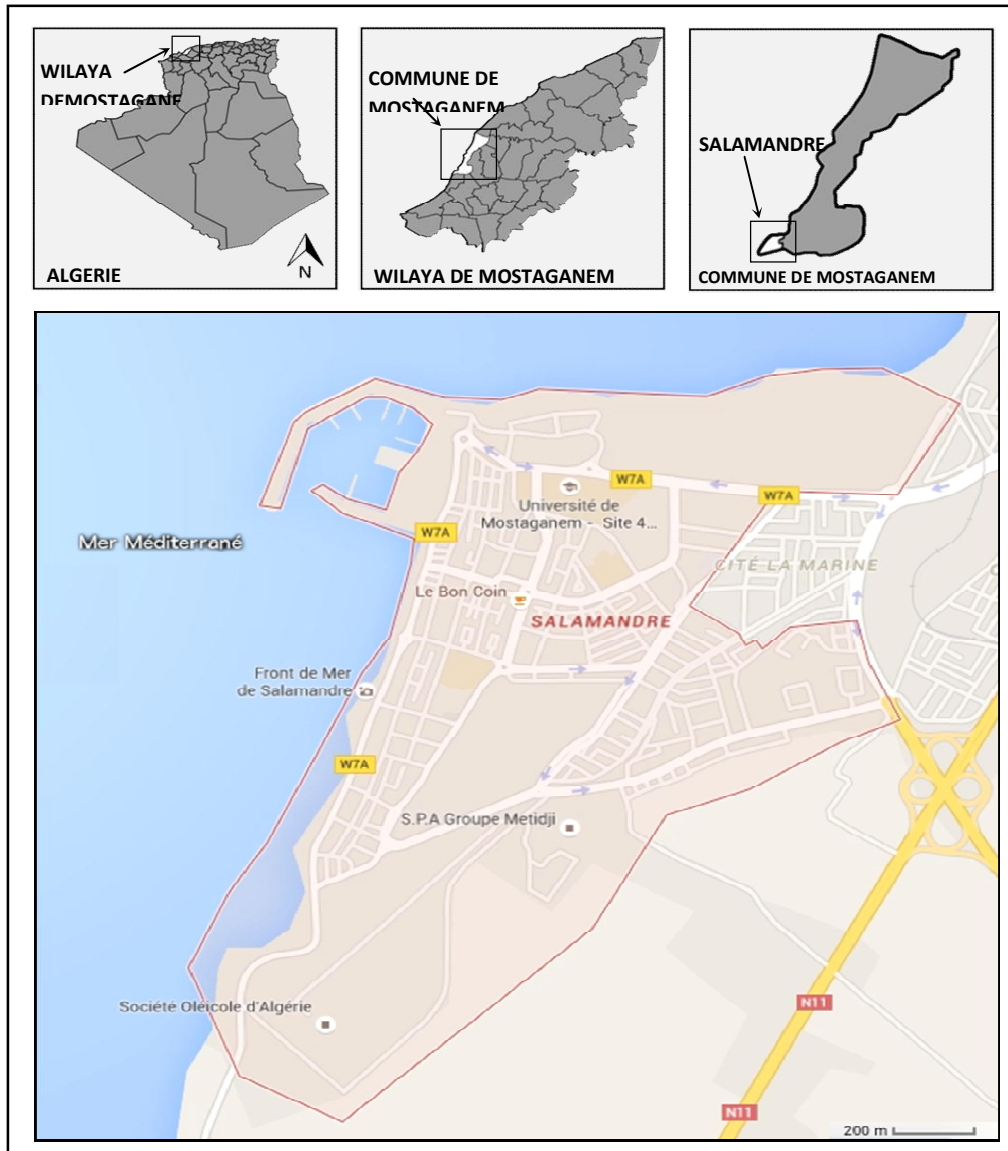 WILAYA
DEMOSTAGANE
N
ALGERIE
COMMUNE DE
MOSTAGANEM
WILAYA DE MOSTAGANEM
SALAMANDRE
COMMUNE DE MOSTAGANEM
W7A
W7A
Université de
Mostaganem - Site 4...
W7A
Mer Méditerrané
CITÉ LA MARINE
Le Bon Coin
SALAMANDRE
Front de Mer
de Salamandre
W7A
S.P.A Groupe Metidji
N11
Société Oléicole d'Algérie
N11
200 m